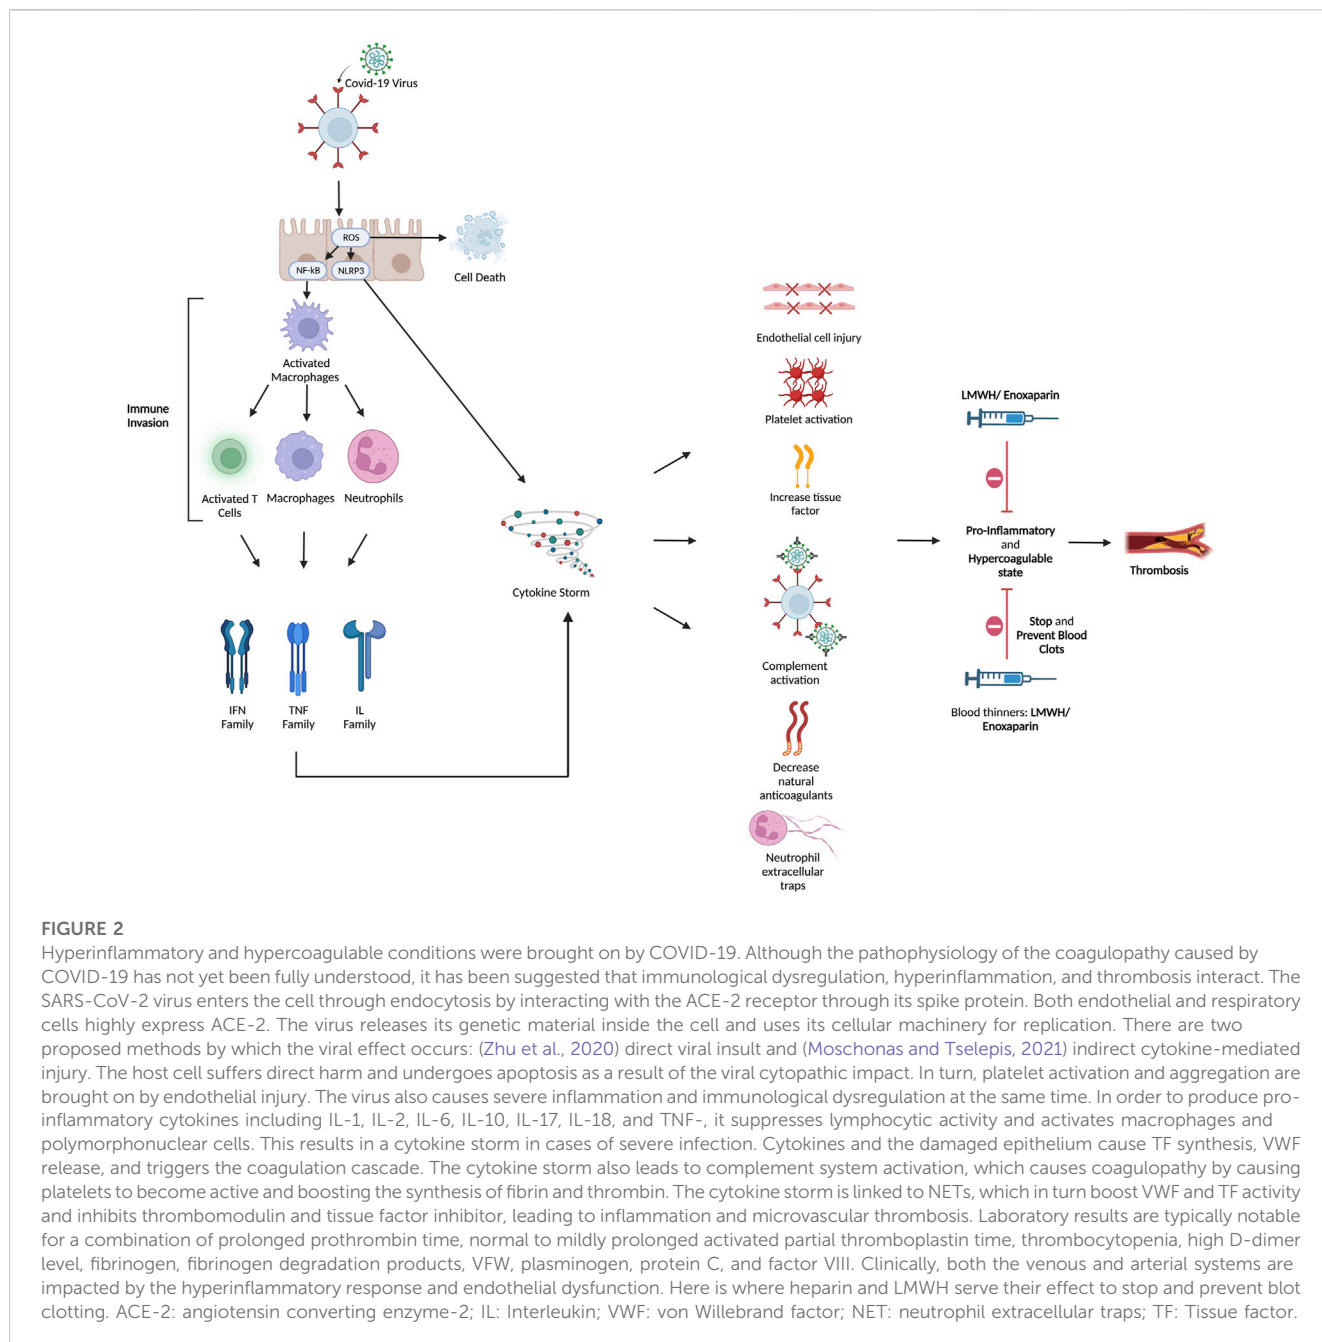 Covid-19 Virus
ROS
NF-kB
NLRP3
Cell Death
Activated
Macrophages
Immune
Invasion
Activated T
Cells
Macrophages
Neutrophils
IFN
Family
TNF
Family
IL
Family
Cytokine Storm
Endothelial cell injury
Platelet activation
Increase tissue
factor
Complement
activation
Decrease
natural
anticoagulants
Neutrophil
extracellular
traps
LMWH/ Enoxaparin
Pro-Inflammatory
and
Hypercoagulable
state
Thrombosis
Stop and
Prevent Blood
Clots
Blood thinners: LMWH/
Enoxaparin
FIGURE 2
Hyperinflammatory and hypercoagulable conditions were brought on by COVID-19. Although the pathophysiology of the coagulopathy caused by
COVID-19 has not yet been fully understood, it has been suggested that immunological dysregulation, hyperinflammation, and thrombosis interact. The
SARS-CoV-2 virus enters the cell through endocytosis by interacting with the ACE-2 receptor through its spike protein. Both endothelial and respiratory
cells highly express ACE-2. The virus releases its genetic material inside the cell and uses its cellular machinery for replication. There are two
proposed methods by which the viral effect occurs: (Zhu et al., 2020) direct viral insult and (Moschonas and Tselepis, 2021) indirect cytokine-mediated
injury. The host cell suffers direct harm and undergoes apoptosis as a result of the viral cytopathic impact. In turn, platelet activation and aggregation are
brought on by endothelial injury. The virus also causes severe inflammation and immunological dysregulation at the same time. In order to produce pro-
inflammatory cytokines including IL-1, IL-2, IL-6, IL-10, IL-17, IL-18, and TNF-, it suppresses lymphocytic activity and activates macrophages and
polymorphonuclear cells. This results in a cytokine storm in cases of severe infection. Cytokines and the damaged epithelium cause TF synthesis, VWF
release, and triggers the coagulation cascade. The cytokine storm also leads to complement system activation, which causes coagulopathy by causing
platelets to become active and boosting the synthesis of fibrin and thrombin. The cytokine storm is linked to NETs, which in turn boost VWF and TF activity
and inhibits thrombomodulin and tissue factor inhibitor, leading to inflammation and microvascular thrombosis. Laboratory results are typically notable
for a combination of prolonged prothrombin time, normal to mildly prolonged activated partial thromboplastin time, thrombocytopenia, high D-dimer
level, fibrinogen, fibrinogen degradation products, VFW, plasminogen, protein C, and factor VIII. Clinically, both the venous and arterial systems are
impacted by the hyperinflammatory response and endothelial dysfunction. Here is where heparin and LMWH serve their effect to stop and prevent blot
clotting. ACE-2: angiotensin converting enzyme-2; IL: Interleukin; VWF: von Willebrand factor; NET: neutrophil extracellular traps; TF: Tissue factor.